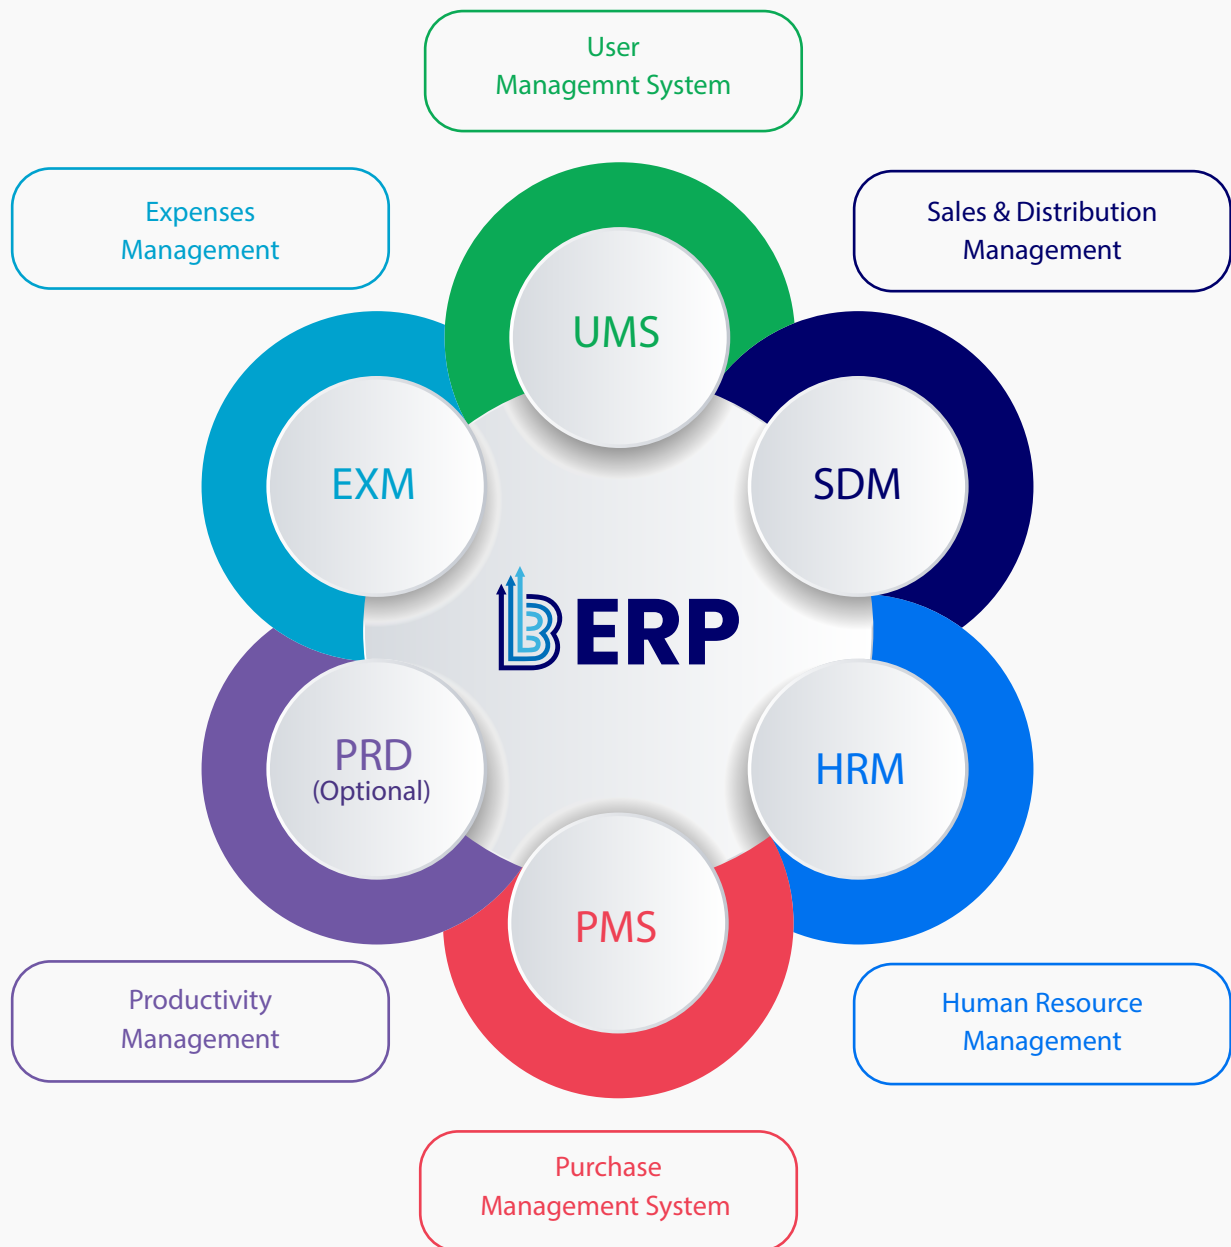 User
Managemnt System
Expenses
Management
Sales & Distribution
Management
UMS
EXM
SDM
B ERP
PRD
(Optional)
HRM
PMS
Productivity
Management
Human Resource
Management
Purchase
Management System